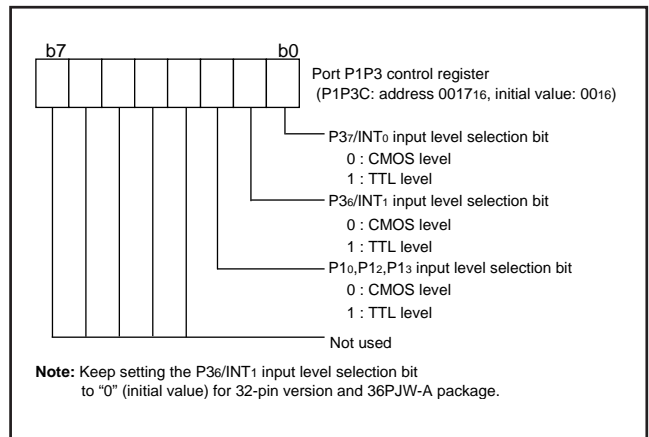 b7 b0
Port P1P3 control register
(P1P3C: address 001716, initial value: 0016)
P37/INT0 input level selection bit
0 : CMOS level
1 : TTL level
P36/INT1 input level selection bit
0 : CMOS level
1 : TTL level
P10,P12,P13 input level selection bit
0 : CMOS level
1 : TTL level
Not used
Note: Keep setting the P36/INT1 input level selection bit
to “0” (initial value) for 32-pin version and 36PJW-A package.